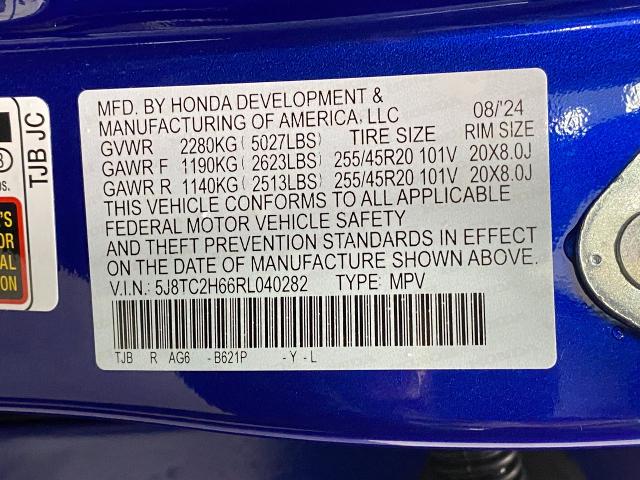 MFD. BY HONDA DEVELOPMENT &
MANUFACTURING OF AMERICA, LLC 08/'24
GVWR 2280KG(5027LBS) TIRE SIZE RIM SIZE
GAWR F 1190KG(2623LBS) 255/45R20 101V 20X8.0J
GAWR R 1140KG(2513LBS) 255/45R20 101V 20X8.0J
THIS VEHICLE CONFORMS TO ALL APPLICABLE
FEDERAL MOTOR VEHICLE SAFETY
AND THEFT PREVENTION STANDARDS IN EFFECT
ON THE DATE OF MANUFACTURE SHOWN ABOVE.
V.I.N.: 5J8TC2H66RL040282 TYPE: MPV
TJB R AG6 -B621P -Y-L
TJB JC